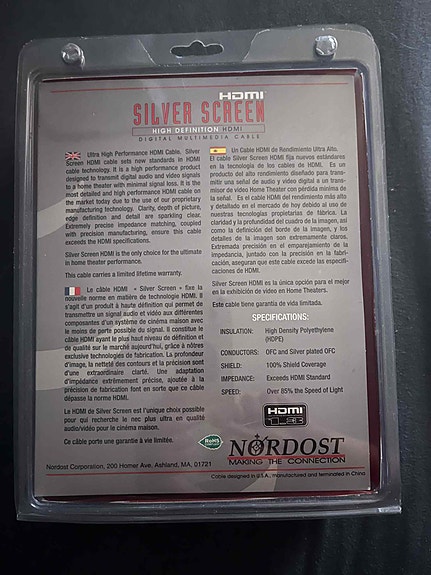 HDMI
SILVER SCREEN
HIGH DEFINITION HDMI
DIGITAL MULTIMEDIA CABLE
Ultra High Performance HDMI Cable. Silver
Screen HDMI cable sets new standards in HDMI
cable technology. It is a high performance product
designed to transmit digital audio and video signals
to a home theater with minimal signal loss. It is the
most detailed and high performance HDMI cable on
the market today due to the use of our proprietary
manufacturing technology. Clarity, depth of picture,
edge definition and detail are sparkling clear.
Extremely precise impedance matching, coupled
with precision manufacturing, ensure this cable
exceeds the HDMI specifications.
Silver Screen HDMI is the only choice for the ultimate
in home theater performance.
This cable carries a limited lifetime warranty.
Le câble HDMI « Silver Screen » fixe la
nouvelle norme en matière de technologie HDMI. Il
s'agit d'un produit à haute définition qui permet de
transmettre un signal audio et vidéo aux différentes
composantes d'un système de cinéma maison avec
le moins de perte possible du signal. Il constitue le
câble HDMI ayant le plus haut niveau de définition et
de qualité sur le marché aujourd'hui, grâce à nôtres
exclusive technologies de fabrication. La profondeur
d'image, la netteté des contours et la précision sont
d'une extraordinaire clarté. Une adaptation
d'impédance extrêmement précise, ajoutée à la
précision de fabrication font en sorte que ce câble
dépasse la norme HDMI.
Le HDMI de Silver Screen est l'unique choix possible
pour qui recherche le nec plus ultra en qualité
audio/vidéo pour le cinéma maison.
Ce câble porte une garantie à vie limitée.
Un Cable HDMI de Rendimiento Ultra Alto.
El cable Silver Screen HDMI fija nuevos estándares
en la tecnología de los cables de HDMI. Es un
producto de alto rendimiento diseñado para trans-
mitir una señal de audio y video digital a un trans-
misor de video Home Theater con pérdida mínima
de la señal. Es el cable HDMI del rendimiento más alto
y detallado en el mercado de hoy debido al uso de
nuestras tecnologías propietarias de fábrica. La
claridad y la profundidad del cuadro de la imagen, así
como la definición del borde de la imagen, y los
detalles de la imagen son extremamente claros.
Extremada precisión en el emparejamiento de la
impedancia, juntado con la precisión en la fabri-
cación, aseguran que este cable excede las especifi-
caciones de HDMI.
Silver Screen HDMI es la única opción para el mejor
en la exhibición de video en Home Theaters.
Este cable tiene garantía de vida limitada.
SPECIFICATIONS:
INSULATION: High Density Polyethylene
(HDPE)
CONDUCTORS: OFC and Silver plated OFC
SHIELD: 100% Shield Coverage
IMPEDANCE: Exceeds HDMI Standard
SPEED: Over 85% the Speed of Light
HDMI
1.3
RoHS
NORDOST
MAKING THE CONNECTION
Nordost Corporation, 200 Homer Ave. Ashland, MA. 01721
Cable designed in U.S.A., manufactured and terminated in China